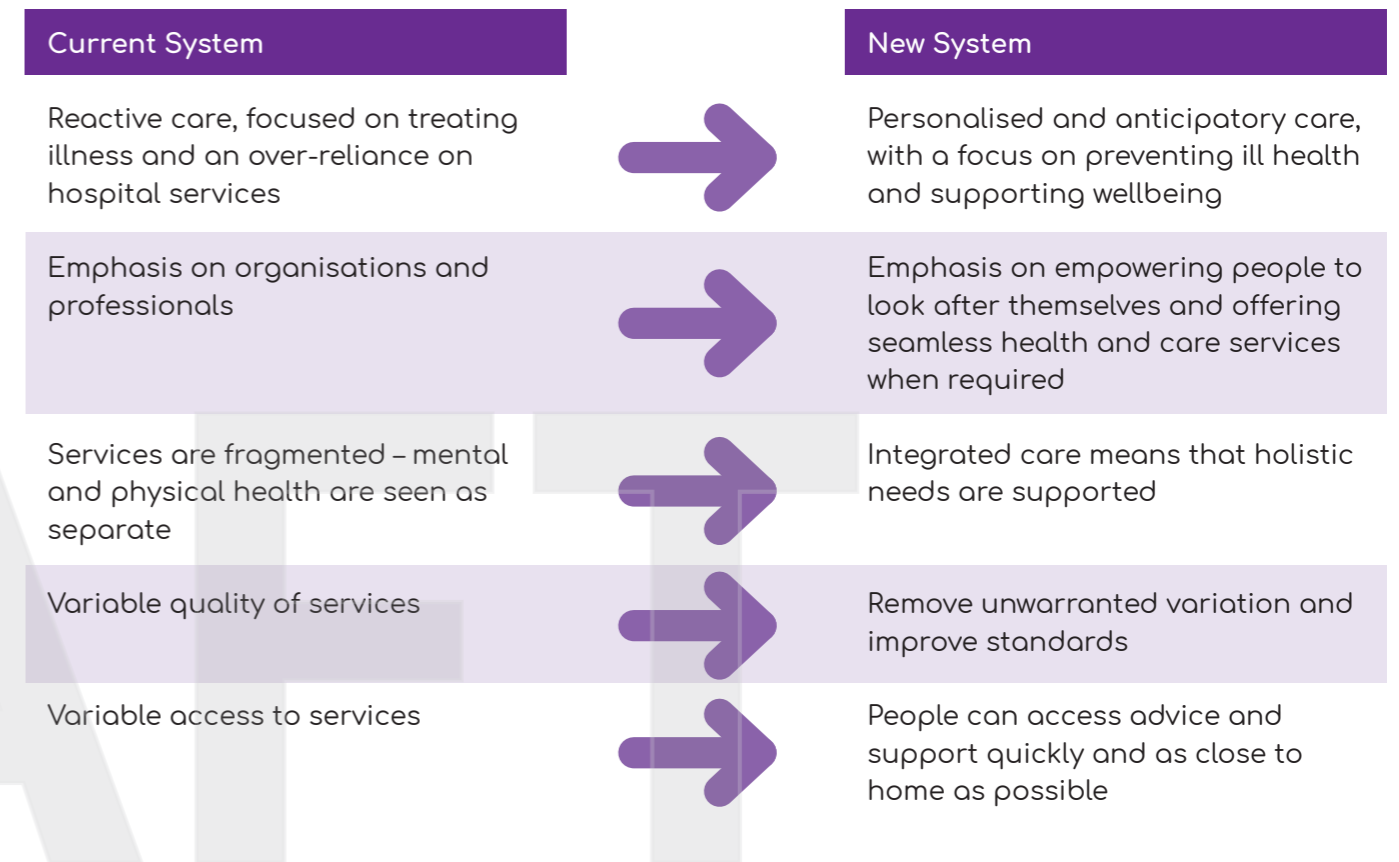 Current System
New System
Reactive care, focused on treating
illness and an over-reliance on
hospital services
Personalised and anticipatory care,
with a focus on preventing ill health
and supporting wellbeing
Emphasis on organisations and
professionals
Emphasis on empowering people to
look after themselves and offering
seamless health and care services
when required
Services are fragmented – mental
and physical health are seen as
separate
Integrated care means that holistic
needs are supported
Variable quality of services
Remove unwarranted variation and
improve standards
Variable access to services
People can access advice and
support quickly and as close to
home as possible
AFT